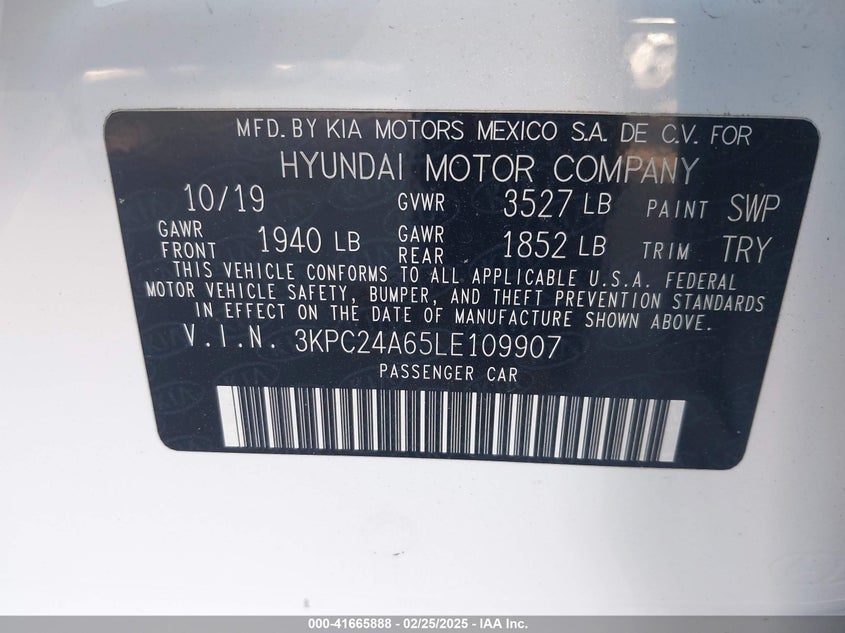 MFD. BY KIA MOTORS MEXICO S.A. DE C.V. FOR
HYUNDAI MOTOR COMPANY
10/19 GVWR 3527 LB PAINT SWP
GAWR FRONT 1940 LB GAWR REAR 1852 LB TRIM TRY
THIS VEHICLE CONFORMS TO ALL APPLICABLE U.S.A. FEDERAL
MOTOR VEHICLE SAFETY, BUMPER, AND THEFT PREVENTION STANDARDS
IN EFFECT ON THE DATE OF MANUFACTURE SHOWN ABOVE.
V.I.N. 3KPC24A65LE109907
PASSENGER CAR
000-41665888 - 02/25/2025 - IAA Inc.